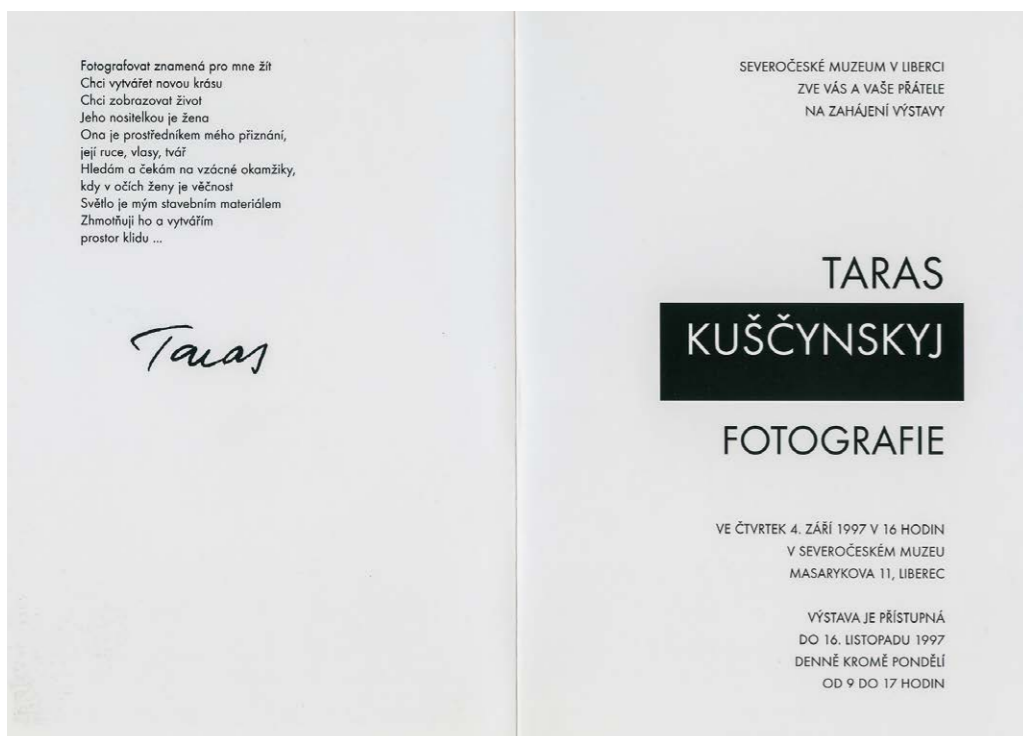 Fotografovat znamená pro mne žít
Chci vytvářet novou krásu
Chci zobrazovat život
Jeho nositelkou je žena
Ona je prostředníkem mého přiznání,
její ruce, vlasy, tvář
Hledám a čekám na vzácné okamžiky,
kdy v očích ženy je věčnost
Světlo je mým stavebním materiálem
Zhmotňuji ho a vytvářím
prostor klidu ...
Taras
SEVEROČESKÉ MUZEUM V LIBERCI
ZVE VÁS A VAŠE PŘÁTELE
NA ZAHÁJENÍ VÝSTAVY
TARAS
KUŠČYNSKYJ
FOTOGRAFIE
VE ČTVRTEK 4. ZÁŘÍ 1997 V 16 HODIN
V SEVEROČESKÉM MUZEU
MASARYKOVA 11, LIBEREC
VÝSTAVA JE PŘÍSTUPNÁ
DO 16. LISTOPADU 1997
DENNĚ KROMĚ PONDĚLÍ
OD 9 DO 17 HODIN